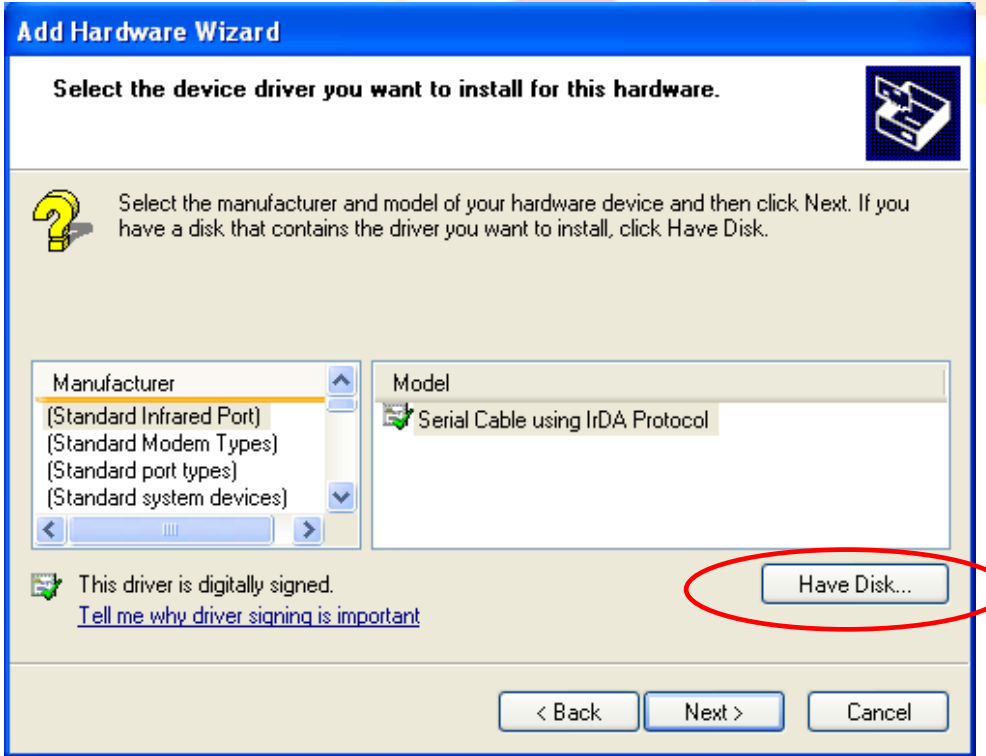 Add Hardware Wizard
Select the device driver you want to install for this hardware.
Select the manufacturer and model of your hardware device and then click Next. If you
have a disk that contains the driver you want to install, click Have Disk.
Manufacturer
(Standard Infrared Port)
(Standard Modem Types)
(Standard port types)
(Standard system devices)
Model
Serial Cable using IrDA Protocol
This driver is digitally signed.
Tell me why driver signing is important
Have Disk...
< Back
Next >
Cancel